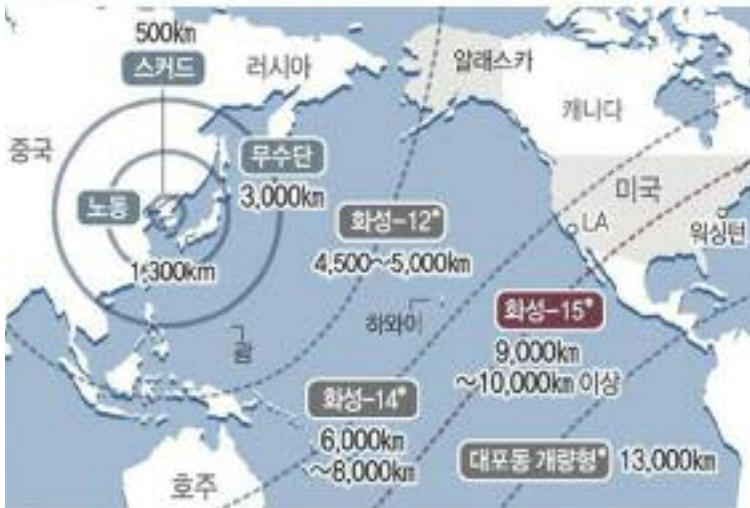 500km
스커드
러시아
알래스카
캐나다
중국
무수단
3,000km
노동
미국
화성-12*
LA
워싱턴
4,500~5,000km
1,300km
화성-15*
하와이
괌
9,000km
~10,000km 이상
화성-14*
6,000km
~8,000km
대포동 개량형* 13,000km
호주